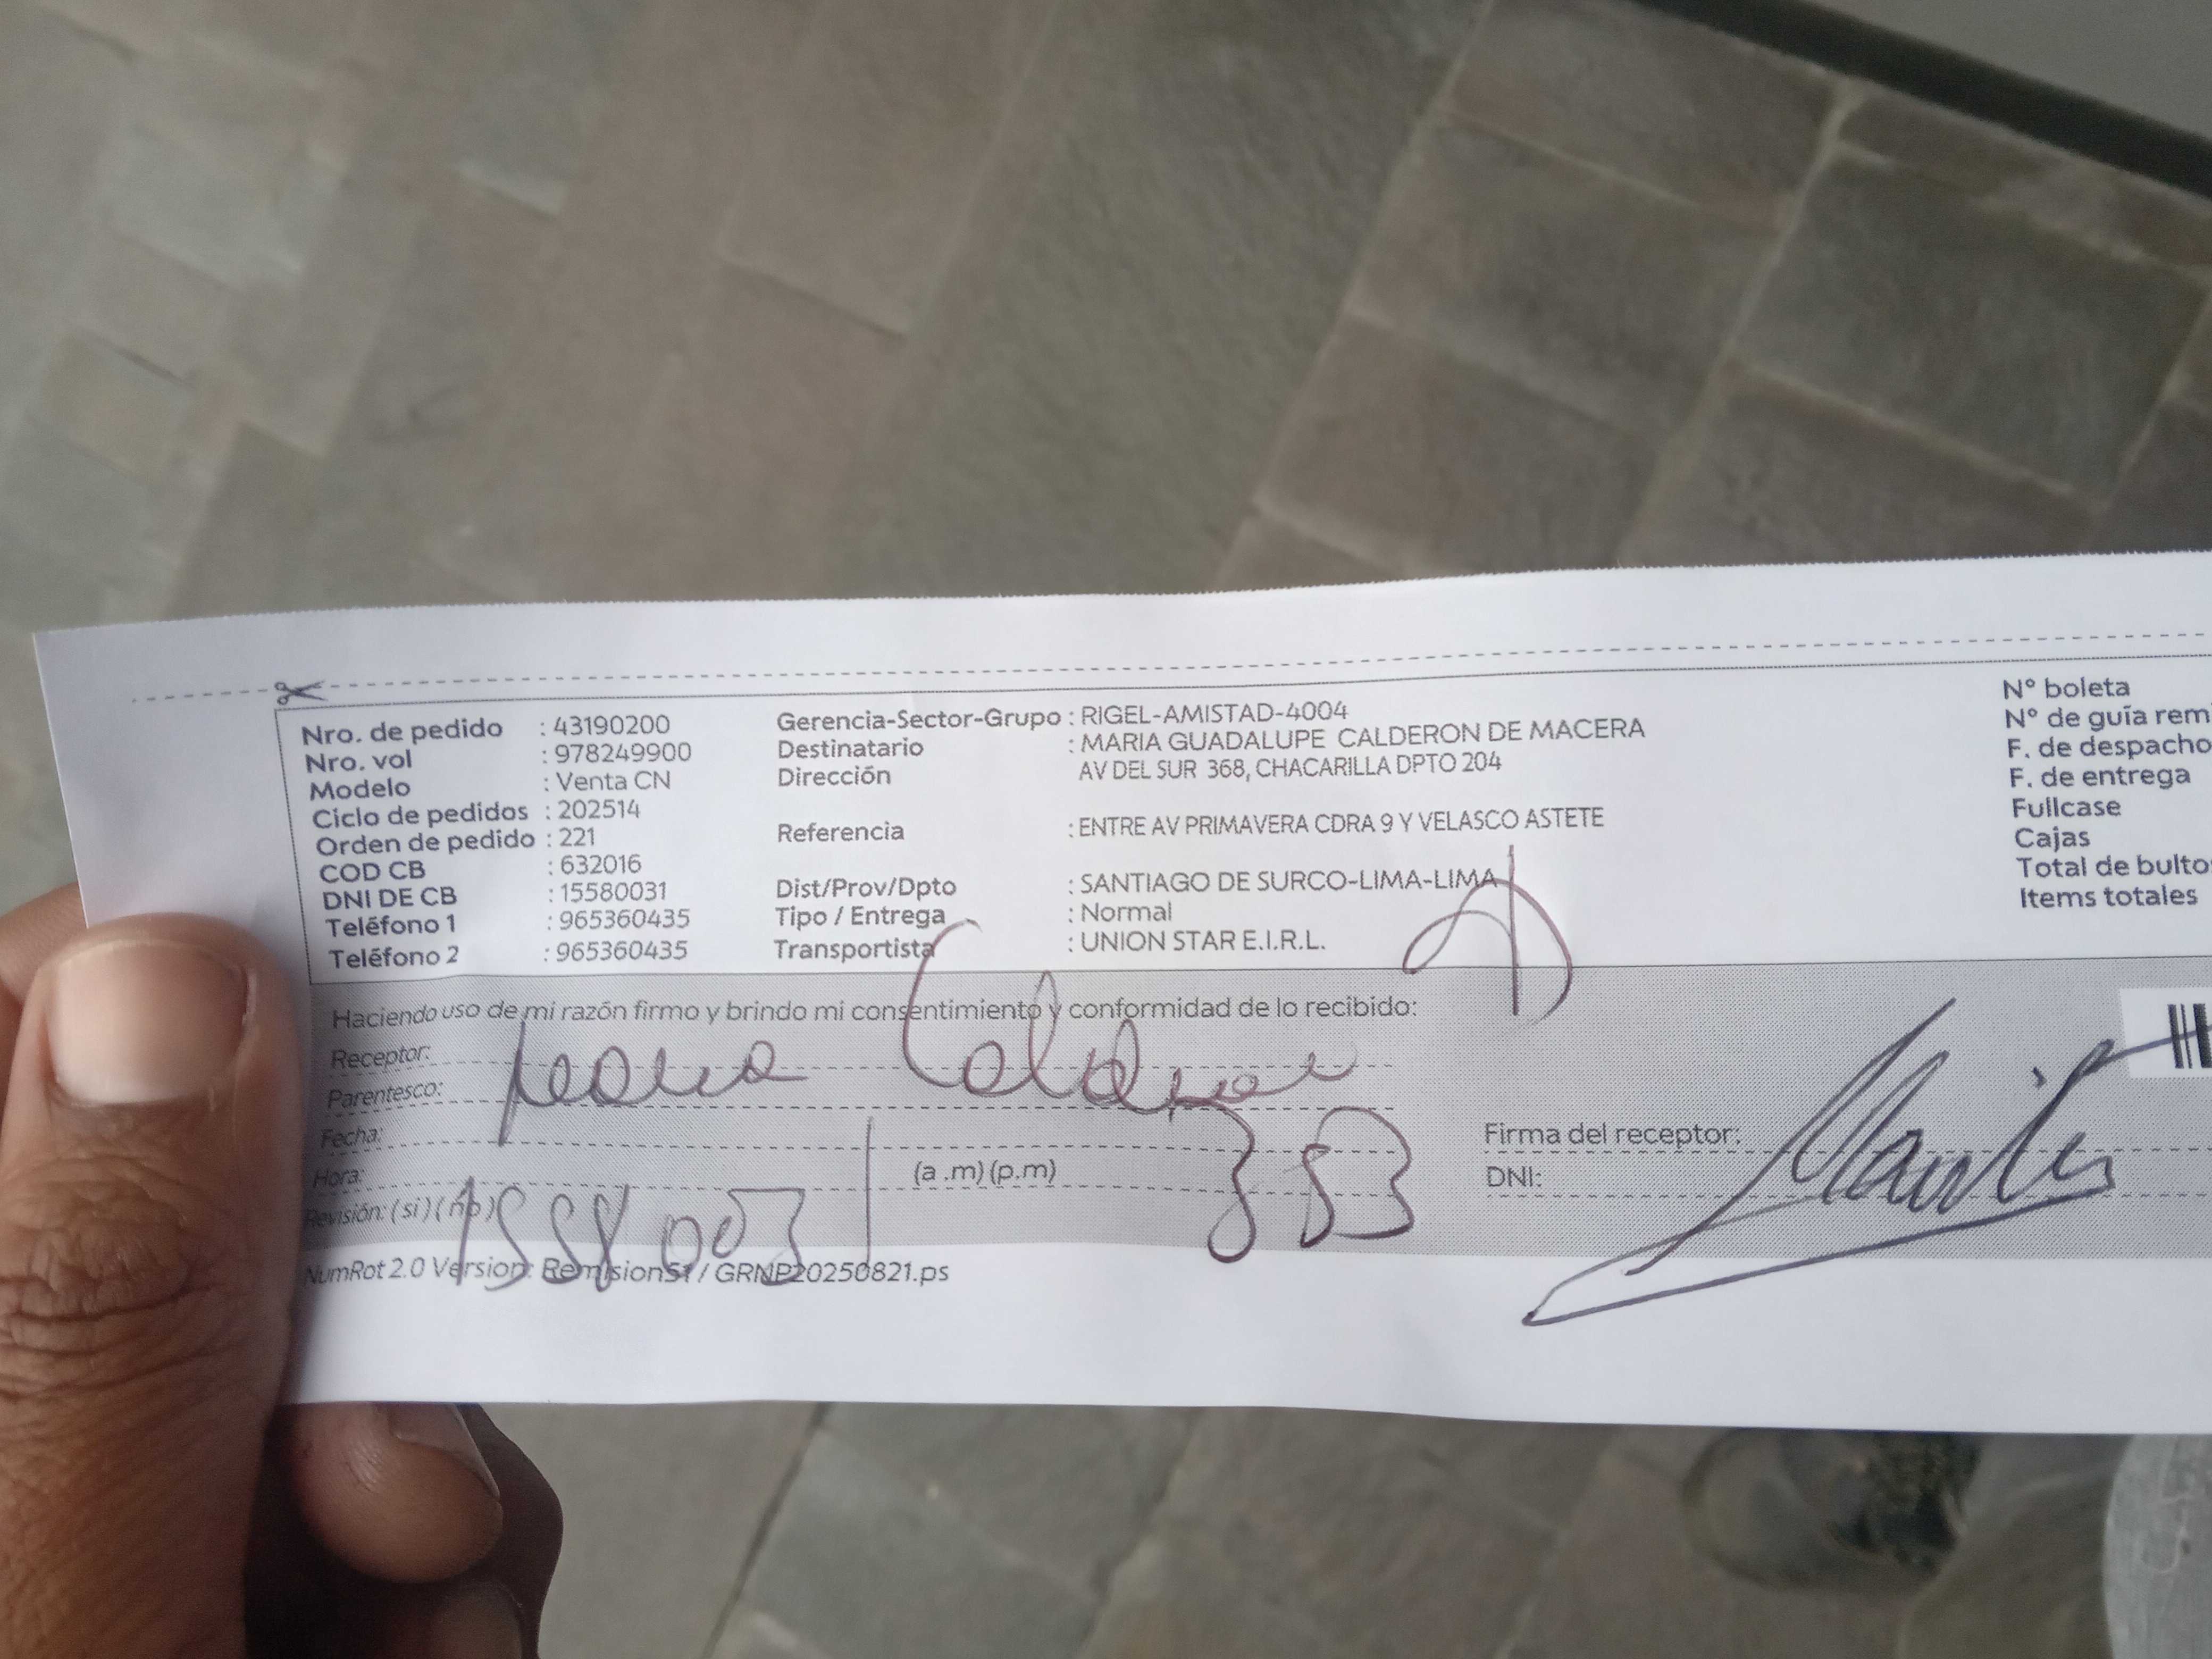 Nro. de pedido : 43190200
Nro. vol : 978249900
Modelo : Venta CN
Ciclo de pedidos : 202514
Orden de pedido : 221
COD CB : 632016
DNI DE CB : 15580031
Teléfono 1 : 965360435
Teléfono 2 : 965360435
Gerencia-Sector-Grupo : RIGEL-AMISTAD-4004
Destinatario : MARIA GUADALUPE CALDERON DE MACERA
Dirección AV DEL SUR 368, CHACARILLA DPTO 204
Referencia : ENTRE AV PRIMAVERA CDRA 9 Y VELASCO ASTETE
Dist/Prov/Dpto : SANTIAGO DE SURCO-LIMA-LIMA
Tipo / Entrega : Normal
Transportista : UNION STAR E.I.R.L.
N° boleta
N° de guía remi
F. de despacho
F. de entrega
Fullcase
Cajas
Total de bultos
Items totales
Haciendo uso de mi razón firmo y brindo mi consentimiento y conformidad de lo recibido:
Receptor:
Parentesco: Calderon
Fecha:
Hora: (a .m) (p.m)
Revisión: ( si ) ( no )
Firma del receptor:
DNI:
NumRot 2.0 Version: RemisionS1 / GRNP20250821.ps